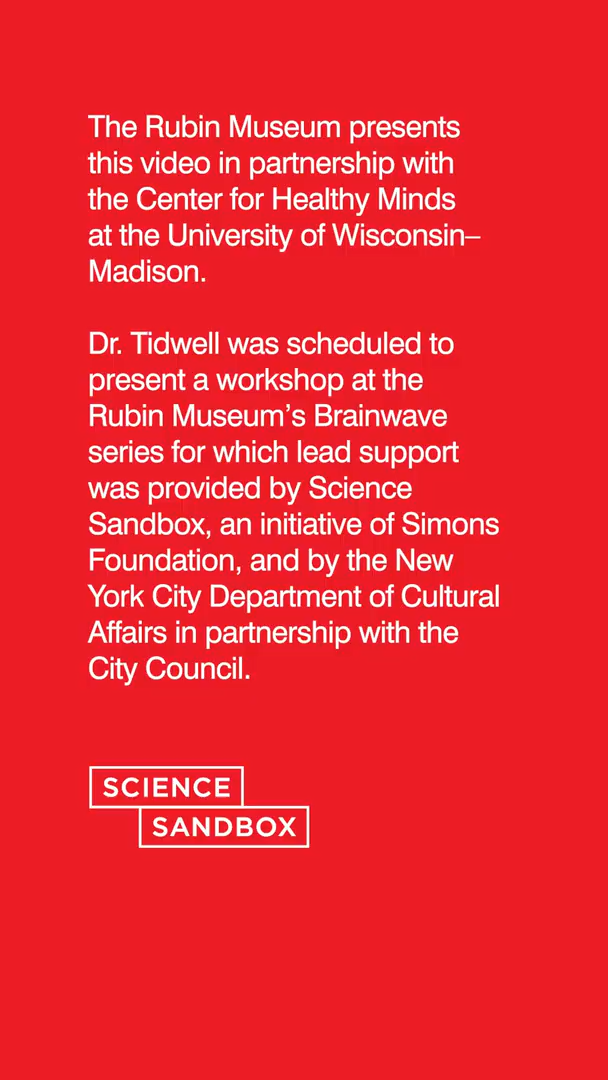 The Rubin Museum presents
this video in partnership with
the Center for Healthy Minds
at the University of Wisconsin–
Madison.
Dr. Tidwell was scheduled to
present a workshop at the
Rubin Museum’s Brainwave
series for which lead support
was provided by Science
Sandbox, an initiative of Simons
Foundation, and by the New
York City Department of Cultural
Affairs in partnership with the
City Council.
SCIENCE
SANDBOX